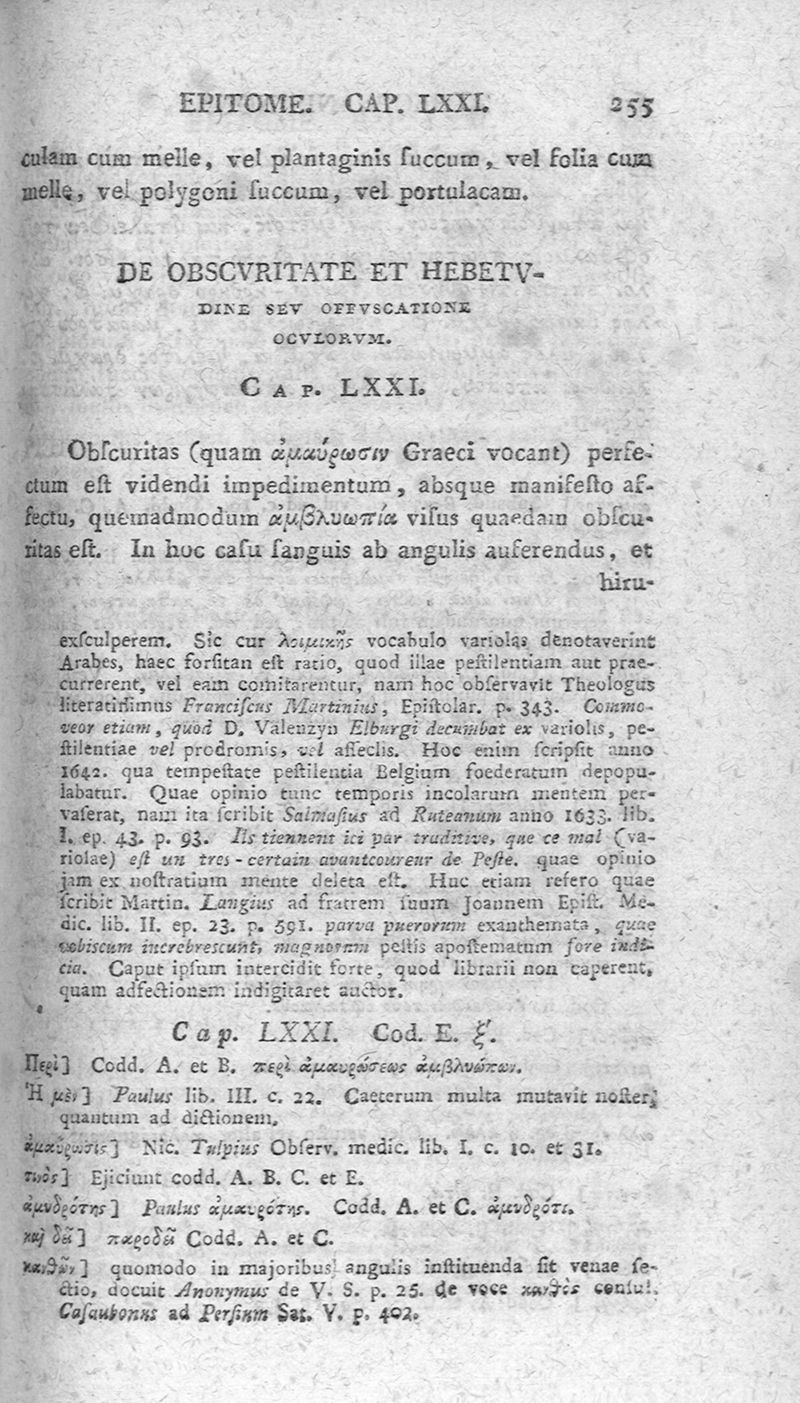 EPITOME. CAP. LXXI. 255
culam cum melle, vel plantaginis ſuccum, vel folia cum
melle, vel polygoni ſuccum, vel portulacam.
DE OBSCVRITATE ET HEBETV-
DINE SEV OFFVSCATIONE
OCVLORVM.
CAP. LXXI.
Obſcuritas (quam ἀμαύρωσιν Graeci vocant) perfe-
ctum eſt videndi impedimentum, absque manifeſto af-
fectu, quemadmodum ἀμβλυωπία viſus quaedam obſcu-
ritas eſt. In hoc caſu ſanguis ab angulis auferendus, et
hiru-
exſculperem. Sic cur λοιμικῆς vocabulo variolas denotaverint
Arabes, haec forſitan eſt ratio, quod illae peſtilentiam aut prae-
currerent, vel eam comitarentur, nam hoc obſervavit Theologus
literatiſſimus Franciſcus Martinius, Epiſtolar. p. 343. Commo-
veor etiam, quod D. Valenzyn Elburgi decumbat ex variolis, pe-
ſtilentiae vel prodromis, vel aſſeclis. Hoc enim ſcripſit anno
1642. qua tempeſtate peſtilentia Belgium foederatum depopu-
labatur. Quae opinio tunc temporis incolarum mentem per-
vaſerat, nam ita ſcribit Salmaſius ad Ruteanum anno 1633. lib.
I. ep. 43. p. 93. Ils tiennent ici par traditive, que ce mal (va-
riolae) eſt un tres-certain avantcoureur de Peſte. quae opinio
jam ex noſtratium mente deleta eſt. Huc etiam refero quae
ſcribit Martin. Langius ad fratrem ſuum Joannem Epiſt. Me-
dic. lib. II. ep. 23. p. 591. parva puerorum exanthemata, quae
vobiscum increbrescunt, magnorum peſtis apoſtematum fore indi-
cia. Caput ipſum intercidit forte, quod librarii non caperent,
quam adfectionem indigitaret auctor.
Cap. LXXI. Cod. E. ξ΄.
Περὶ] Codd. A. et B. περὶ ἀμαυρώσεως ἀμβλυώπων.
Ἡ μὲν] Paulus lib. III. c. 22. Caeterum multa mutavit noſter,
quantum ad dictionem.
ἀμαύρωσις] Nic. Tulpius Obſerv. medic. lib. I. c. 10. et 31.
τινὸς] Ejiciunt codd. A. B. C. et E.
ἀμυδρότης] Paulus ἀμαυρότης. Codd. A. et C. ἀμυδρότι.
καὶ δῶ] παροδῶ Codd. A. et C.
κανθῶν] quomodo in majoribus angulis inſtituenda ſit venae ſe-
ctio, docuit Anonymus de V. S. p. 25. de voce κανθὸς conſul.
Caſaubonus ad Perſium Sat. V. p. 402.